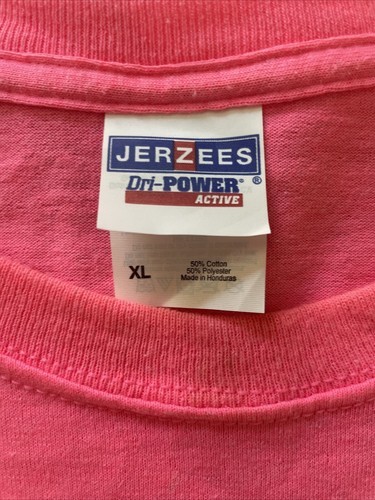 JERZEES
Dri-POWER® ®
ACTIVE
XL
50% Cotton
50% Polyester
Made in Honduras